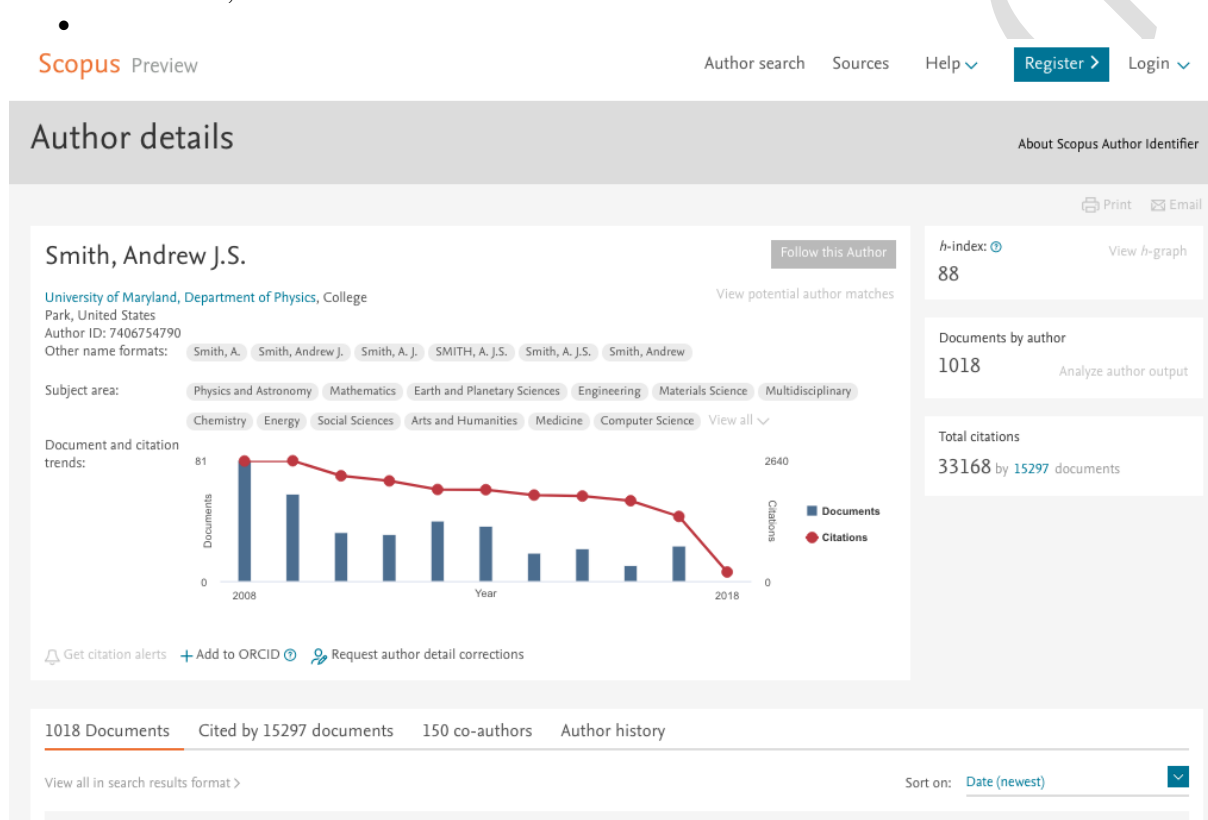 Scopus Preview
Author search Sources Help Register > Login
Author details
About Scopus Author Identifier
Print Email
Smith, Andrew J.S.
Follow this Author
University of Maryland, Department of Physics, College
Park, United States
View potential author matches
Author ID: 7406754790
Other name formats: Smith, A. Smith, Andrew J. Smith, A. J. SMITH, A. J.S. Smith, A. J.S. Smith, Andrew
Subject area: Physics and Astronomy Mathematics Earth and Planetary Sciences Engineering Materials Science Multidisciplinary
Chemistry Energy Social Sciences Arts and Humanities Medicine Computer Science View all
Document and citation
trends:
81
2640
Documents
Citations
Documents
Citations
0
0
2008
Year
2018
Get citation alerts + Add to ORCID Request author detail corrections
h-index:
View h-graph
88
Documents by author
1018
Analyze author output
Total citations
33168 by 15297 documents
1018 Documents Cited by 15297 documents 150 co-authors Author history
View all in search results format >
Sort on: Date (newest)